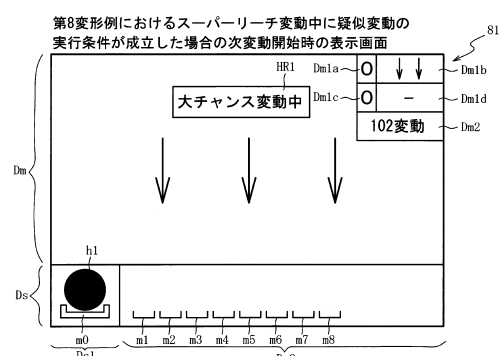 第8変形例におけるスーパーリーチ変動中に疑似変動の
実行条件が成立した場合の次変動開始時の表示画面
81
HR1
Dm1a
0
Dm1b
大チャンス変動中
Dm1c
0
−
Dm1d
102変動
Dm2
Dm
h1
Ds
m0
m1
m2
m3
m4
m5
m6
m7
m8
Ds1